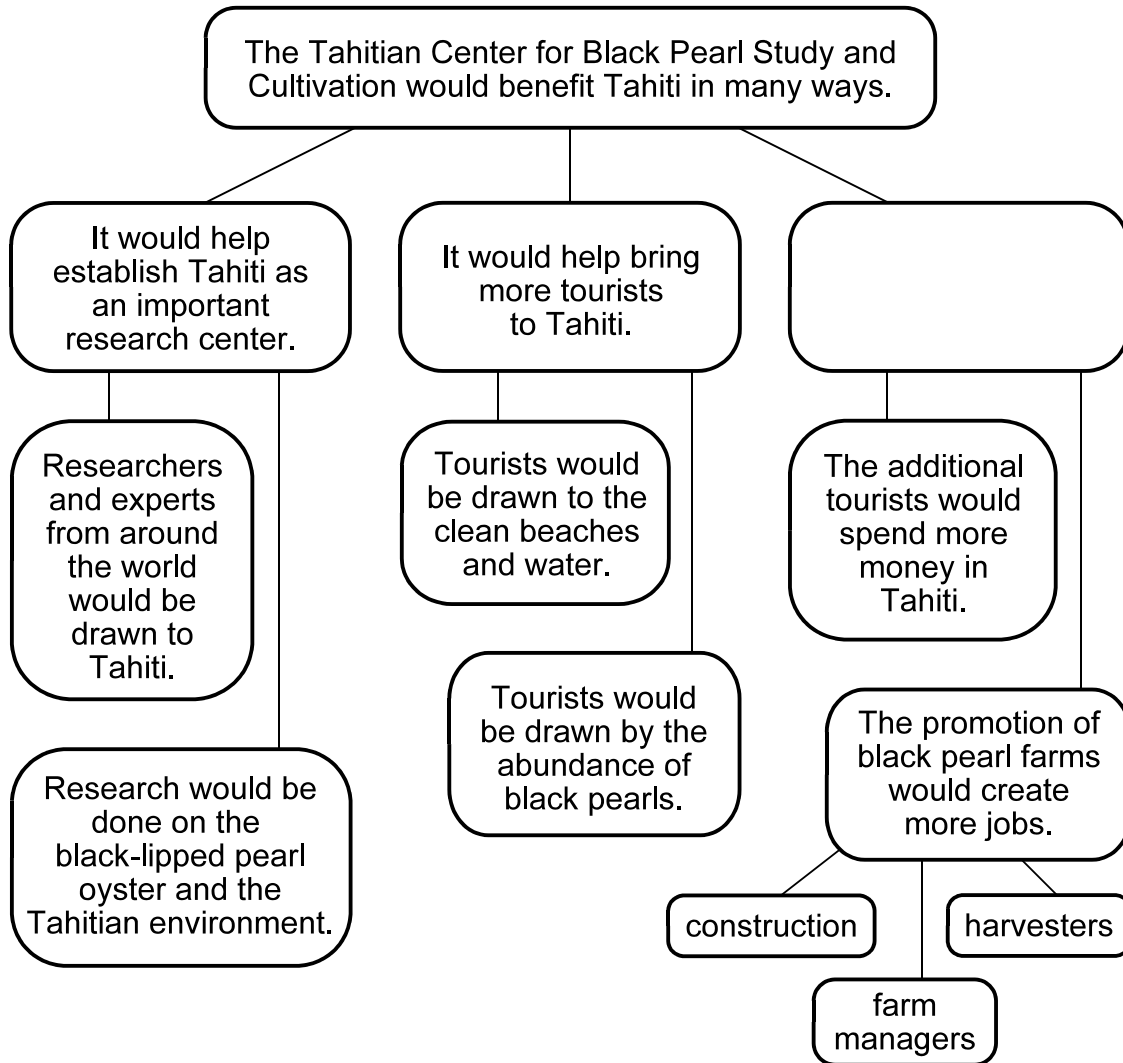 The Tahitian Center for Black Pearl Study and
Cultivation would benefit Tahiti in many ways.
It would help
establish Tahiti as
an important
research center.
It would help bring
more tourists
to Tahiti.
Researchers
and experts
from around
the world
would be
drawn to
Tahiti.
Research would be
done on the
black-lipped pearl
oyster and the
Tahitian environment.
Tourists would
be drawn to the
clean beaches
and water.
Tourists would
be drawn by the
abundance of
black pearls.
The additional
tourists would
spend more
money in
Tahiti.
The promotion of
black pearl farms
would create
more jobs.
construction
farm
managers
harvesters